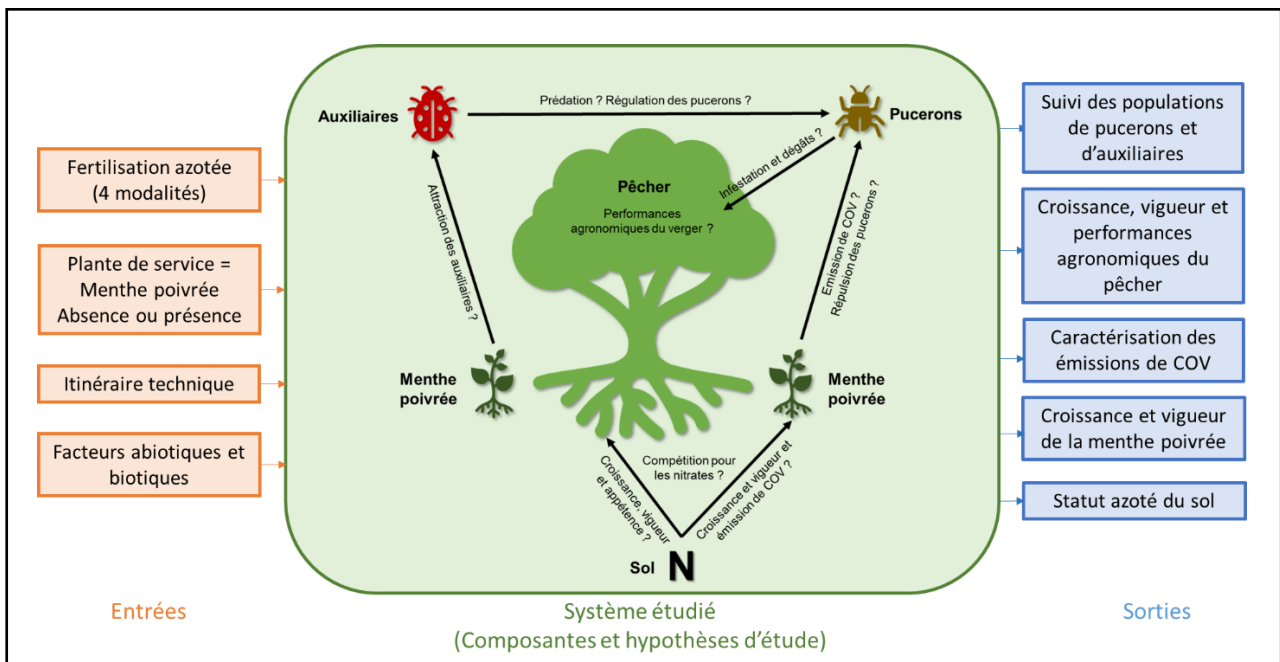 Fertilisation azotée
(4 modalités)
Plante de service =
Menthe poivrée
Absence ou présence
Itinéraire technique
Facteurs abiotiques et
biotiques
Entrées
Auxiliaires
Prédation ? Régulation des pucerons ?
Pucerons
Infestation et dégâts ?
Pêcher
Performances
agronomiques du verger ?
Attraction des auxiliaires ?
Emission de COV ?
Répulsion des pucerons ?
Menthe
poivrée
Menthe
poivrée
Compétition pour
les nitrates ?
Croissance, vigueur
et appétence ?
Croissance et vigueur et
émission de COV ?
Sol N
Système étudié
(Composantes et hypothèses d'étude)
Suivi des populations
de pucerons et
d'auxiliaires
Croissance, vigueur et
performances
agronomiques du
pêcher
Caractérisation des
émissions de COV
Croissance et vigueur
de la menthe poivrée
Statut azoté du sol
Sorties